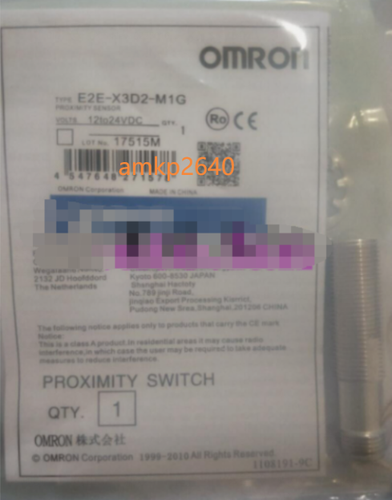 OMRON
TYPE E2E-X3D2-M1G
PROXIMITY SENSOR
VOLTS 12to24VDC QTY. 1
LOT No. 17515M
amkp2640
OMRON Corporation MADE IN CHINA
2132 JD Hoofddorp
The Netherlands
Kyoto 600-8530 JAPAN
Shanghai Factory
No.789 Jinji Road,
Jinqiao Export Processing
Pudong New Area, Shanghai, 201206 CHINA
The following notice applies only to products that carry the CE mark
Notice:
This is a class A product. In residential areas it may cause radio
interference, in which case the user may be required to take adequate
measures to reduce interference.
PROXIMITY SWITCH
QTY. 1
OMRON 株式会社
© OMRON Corporation 1999-2010 All Rights Reserved.
1108191-9C